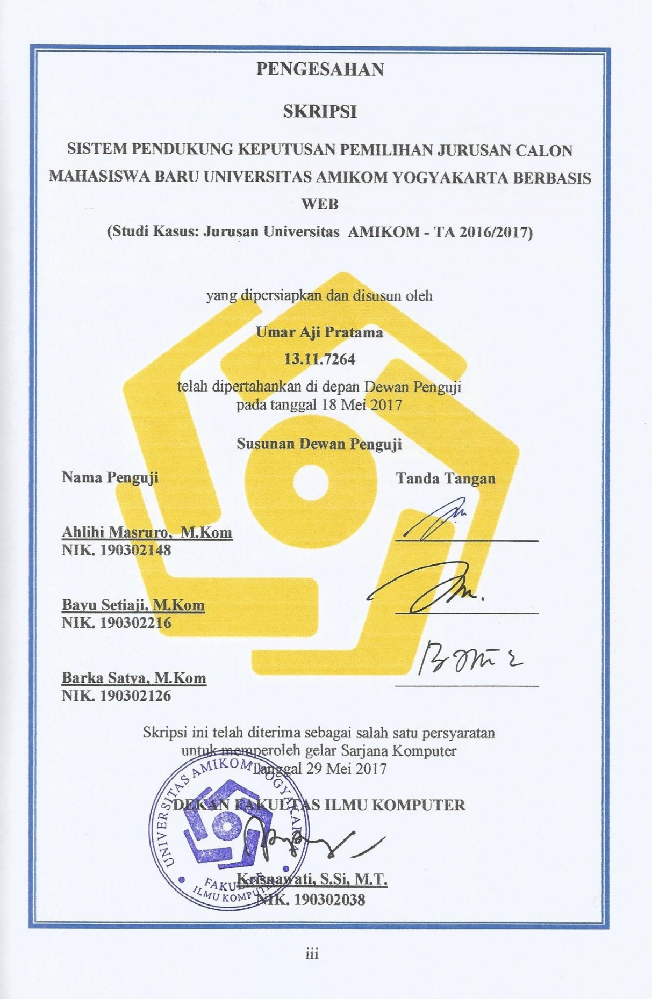 PENGESAHAN
SKRIPSI
SISTEM PENDUKUNG KEPUTUSAN PEMILIHAN JURUSAN CALON
MAHASISWA BARU UNIVERSITAS AMIKOM YOGYAKARTA BERBASIS
WEB
(Studi Kasus: Jurusan Universitas AMIKOM - TA 2016/2017)
yang dipersiapkan dan disusun oleh
Umar Aji Pratama
13.11.7264
telah dipertahankan di depan Dewan Penguji
pada tanggal 18 Mei 2017
Susunan Dewan Penguji
Nama Penguji Tanda Tangan
Ahlihi Masruro, M.Kom
NIK. 190302148
Bayu Setiaji, M.Kom
NIK. 190302216
Barka Satya, M.Kom
NIK. 190302126
Skripsi ini telah diterima sebagai salah satu persyaratan
untuk memperoleh gelar Sarjana Komputer
Tanggal 29 Mei 2017
DEKAN FAKULTAS ILMU KOMPUTER
UNIVERSITAS AMIKOM YOGYAKARTA
FAKULTAS
ILMU KOMPUTER
Krisnawati, S.Si, M.T.
NIK. 190302038
iii